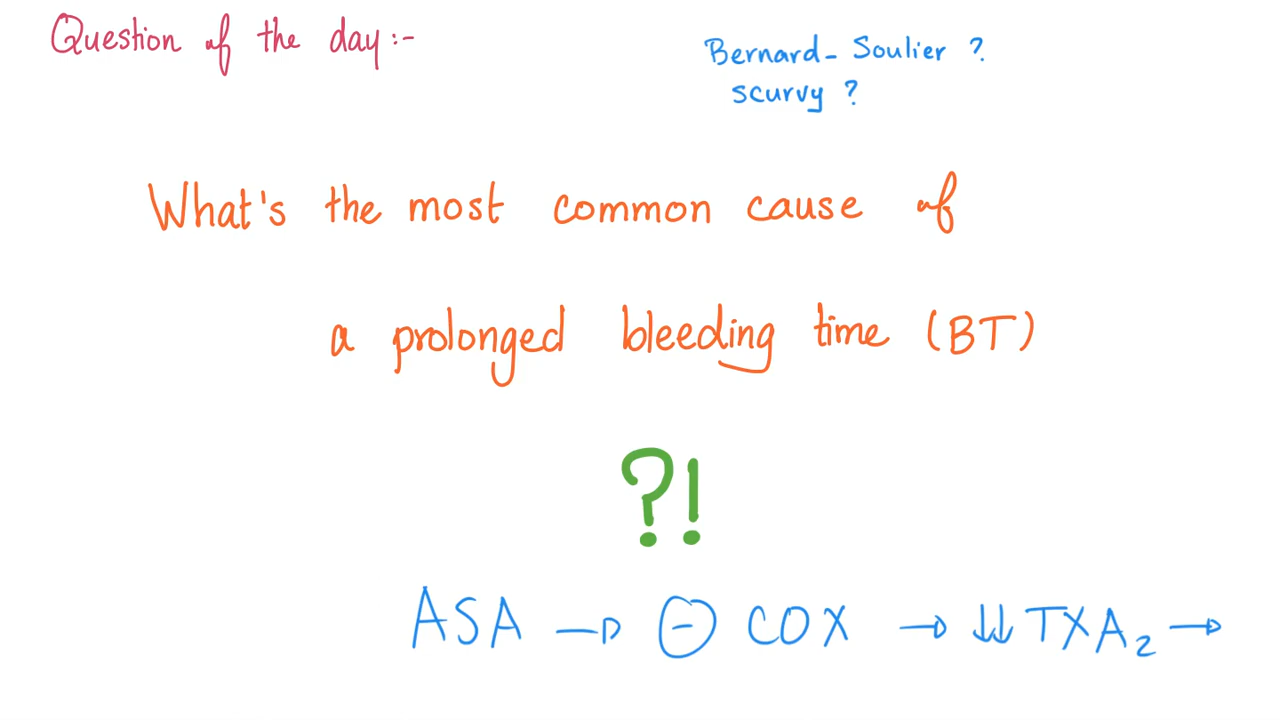 Question of the day:-
Bernard- Soulier ?
scurvy ?
What's the most common cause of
a prolonged bleeding time (BT)
?!
ASA → ⊖ COX → ↓↓ TXA₂ →